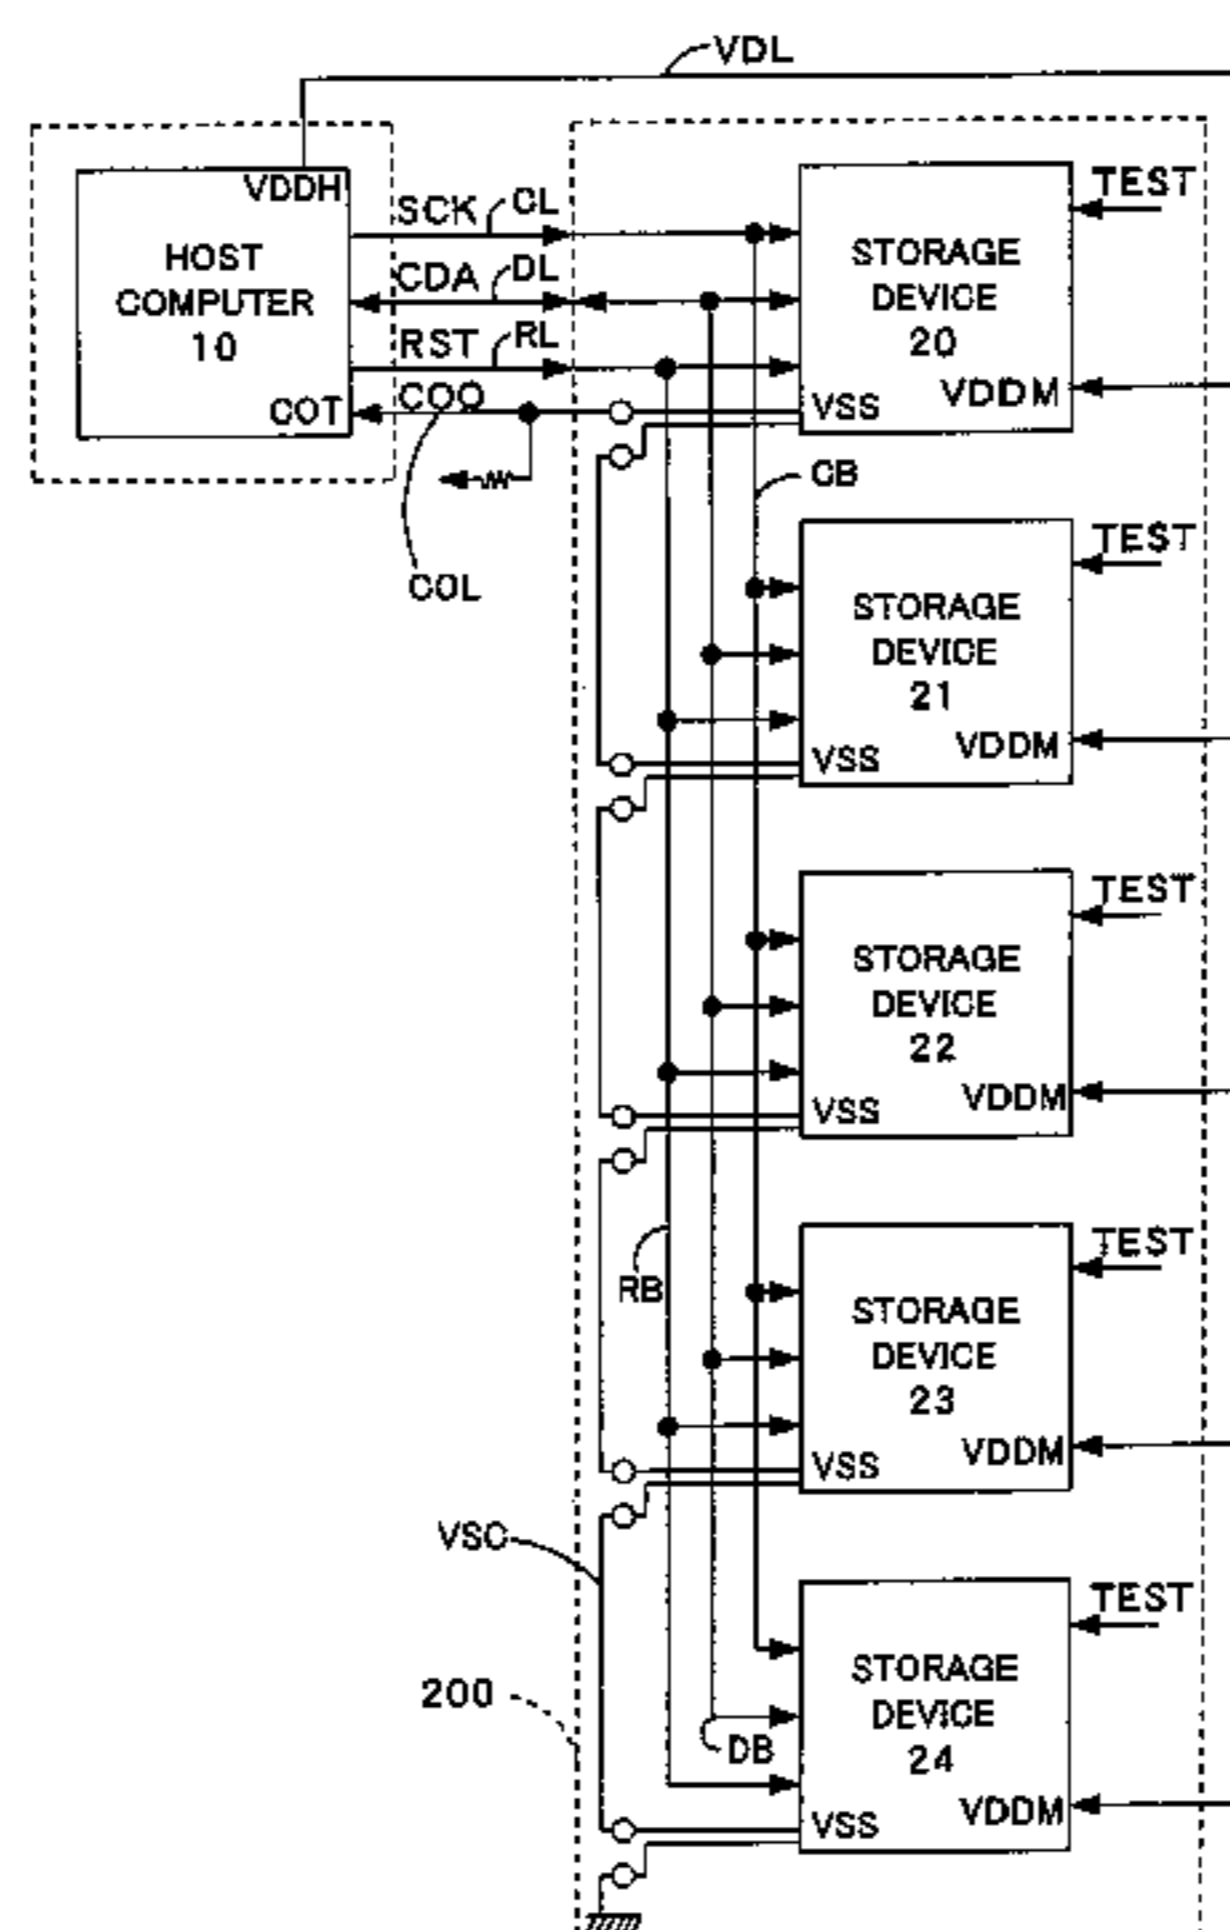 VDL
VDDH
HOST
COMPUTER
10
COT
SCK CL
CDA DL
RST RL
COO
COL
STORAGE
DEVICE
20
VSS
VDDM
TEST
CB
STORAGE
DEVICE
21
VSS
VDDM
TEST
STORAGE
DEVICE
22
VSS
VDDM
TEST
RB
STORAGE
DEVICE
23
VSS
VDDM
TEST
VSC
200
DB
STORAGE
DEVICE
24
VSS
VDDM
TEST